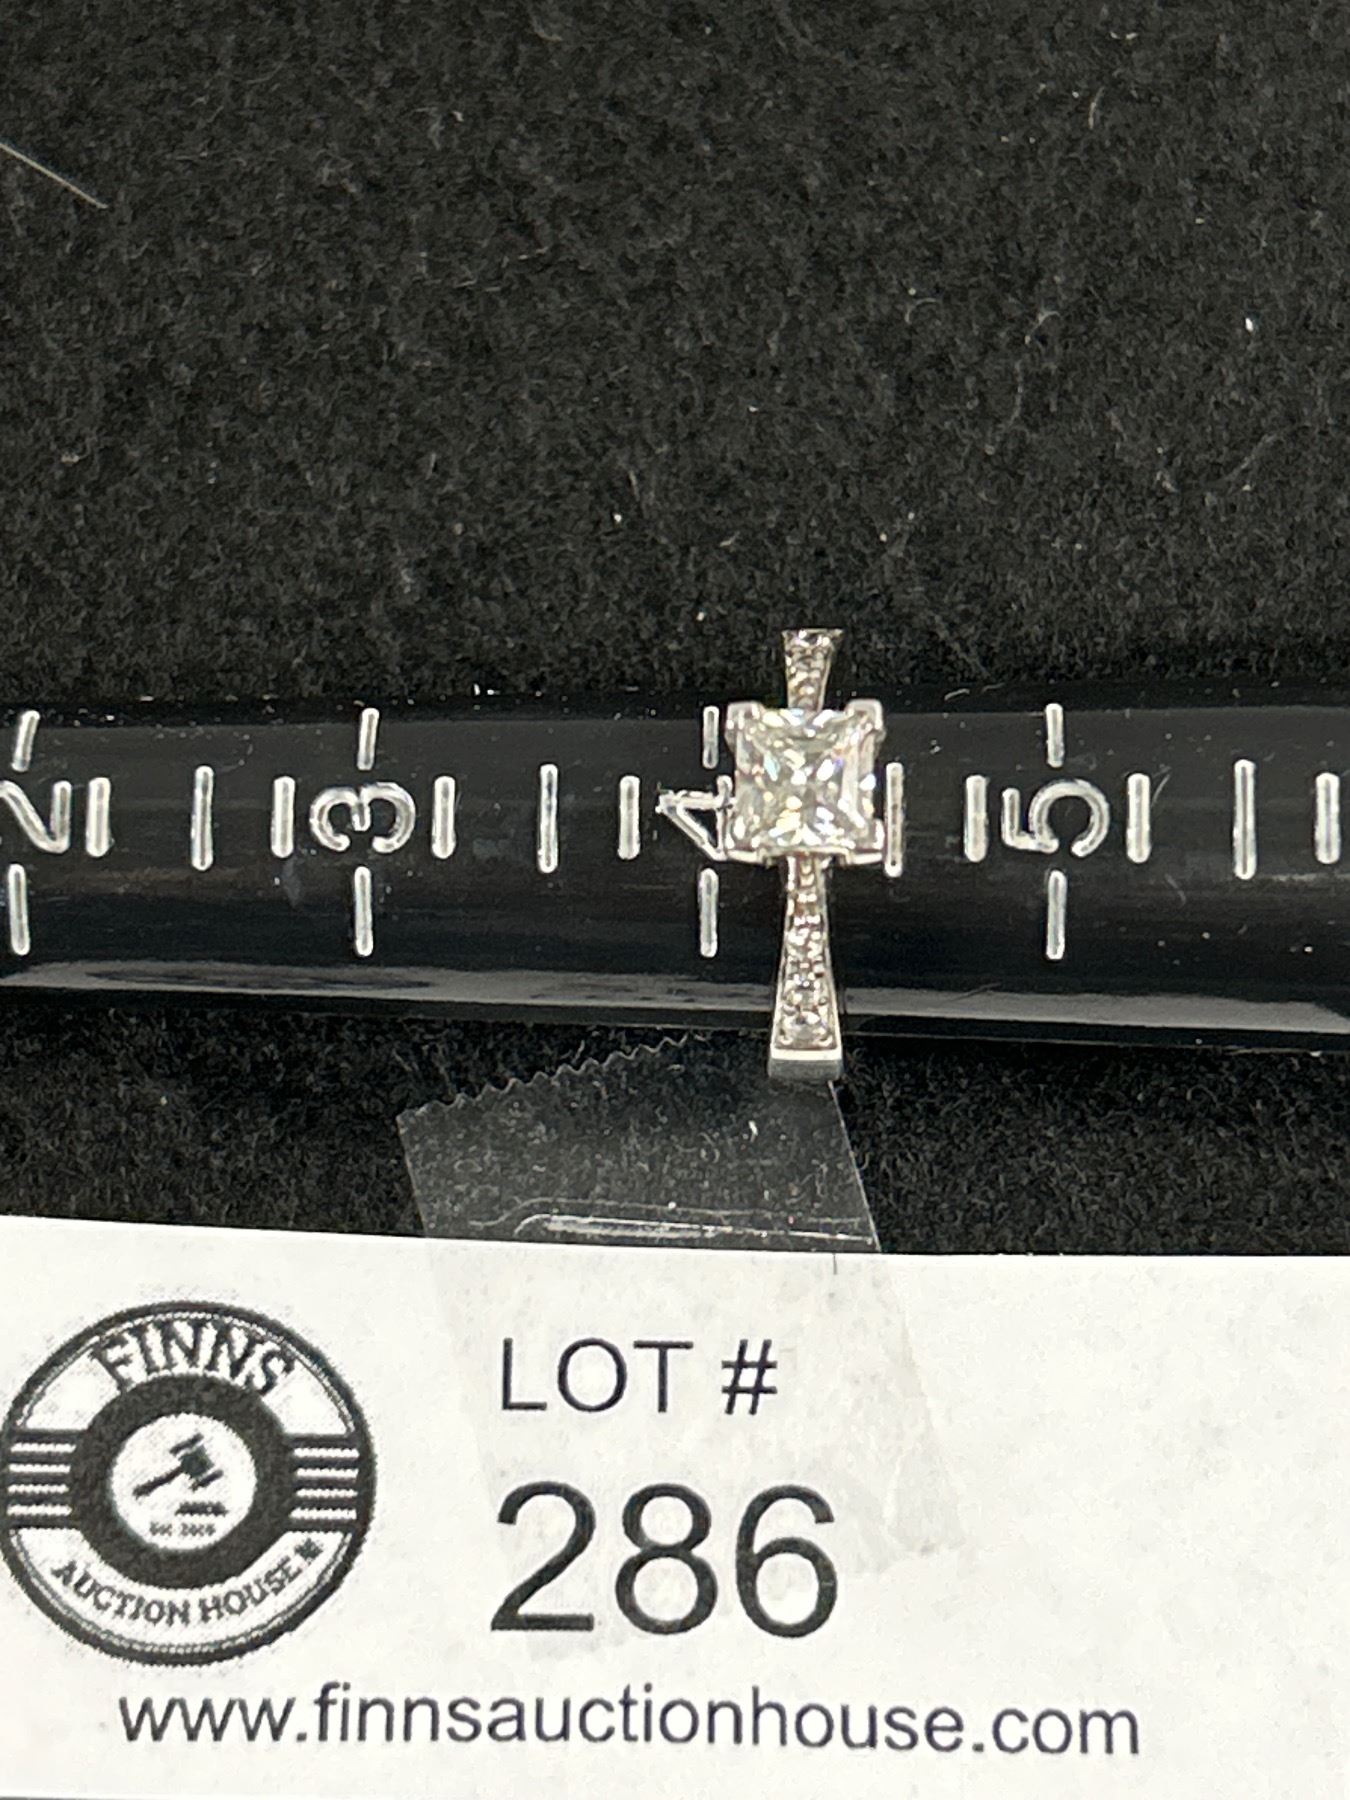 2 3 4 5
FINNS
AUCTION HOUSE
LOT #
286
www.finnsauctionhouse.com